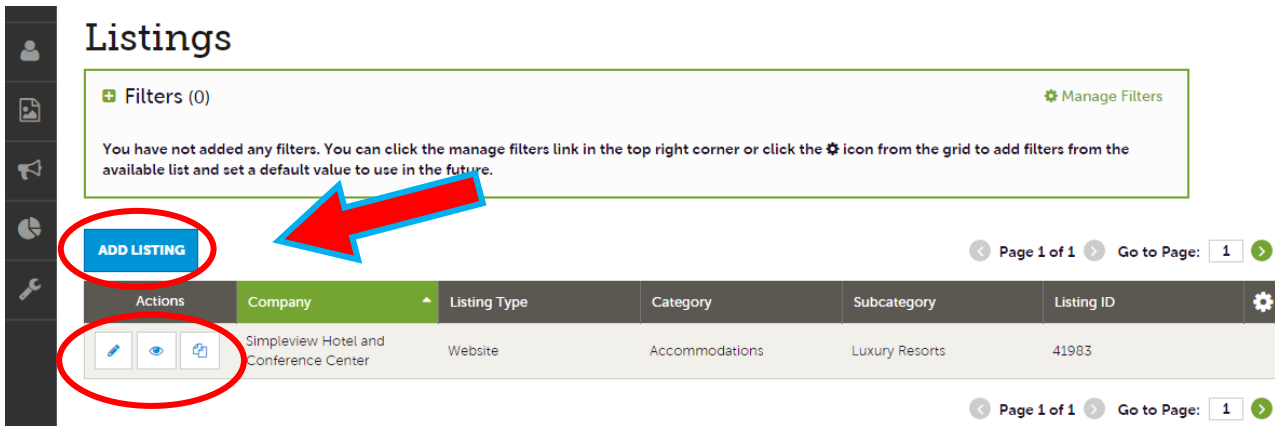 Listings
Filters (0)
Manage Filters
You have not added any filters. You can click the manage filters link in the top right corner or click the icon from the grid to add filters from the
available list and set a default value to use in the future.
ADD LISTING
Page 1 of 1 Go to Page: 1
Actions Company Listing Type Category Subcategory Listing ID
Simpleview Hotel and
Conference Center
Website Accommodations Luxury Resorts 41983
Page 1 of 1 Go to Page: 1